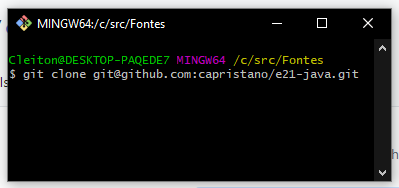 MINGW64:/c/src/Fontes
Cleiton@DESKTOP-PAQEDE7 MINGW64 /c/src/Fontes
$ git clone git@github.com:capristano/e21-java.git